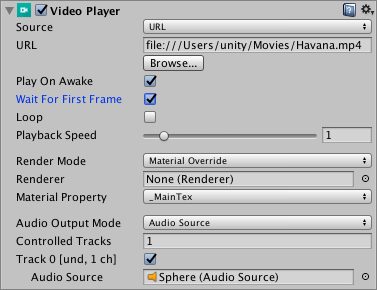 Video Player
Source URL
URL file:///Users/unity/Movies/Havana.mp4
Browse...
Play On Awake
Wait For First Frame
Loop
Playback Speed 1
Render Mode Material Override
Renderer None (Renderer)
Material Property _MainTex
Audio Output Mode Audio Source
Controlled Tracks 1
Track 0 [und, 1 ch]
Audio Source Sphere (Audio Source)